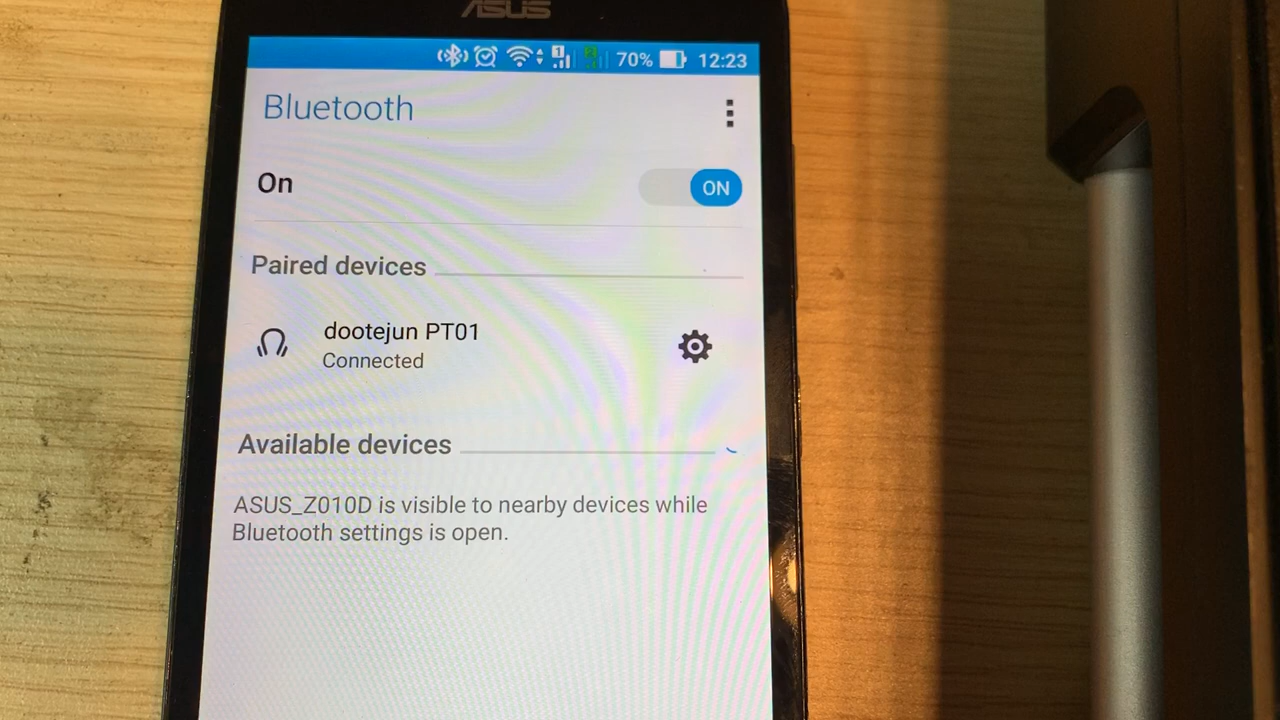 ASUS
70% 12:23
Bluetooth
On
ON
Paired devices
dootejun PT01
Connected
Available devices
ASUS_Z010D is visible to nearby devices while
Bluetooth settings is open.